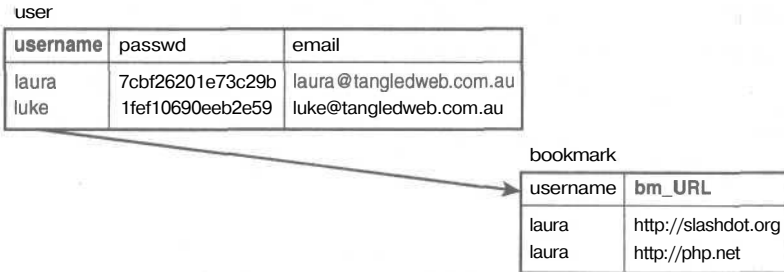 user
username passwd email
laura 7cbf26201e73c29b laura@tangledweb.com.au
luke 1fef10690eeb2e59 luke@tangledweb.com.au
bookmark
username bm_URL
laura http://slashdot.org
laura http://php.net